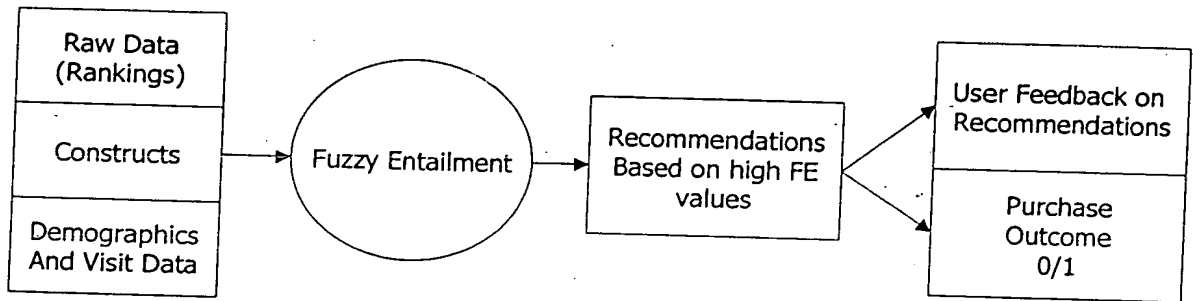 Raw Data
(Rankings)
Constructs
Demographics
And Visit Data
Fuzzy Entailment
Recommendations
Based on high FE
values
User Feedback on
Recommendations
Purchase
Outcome
0/1